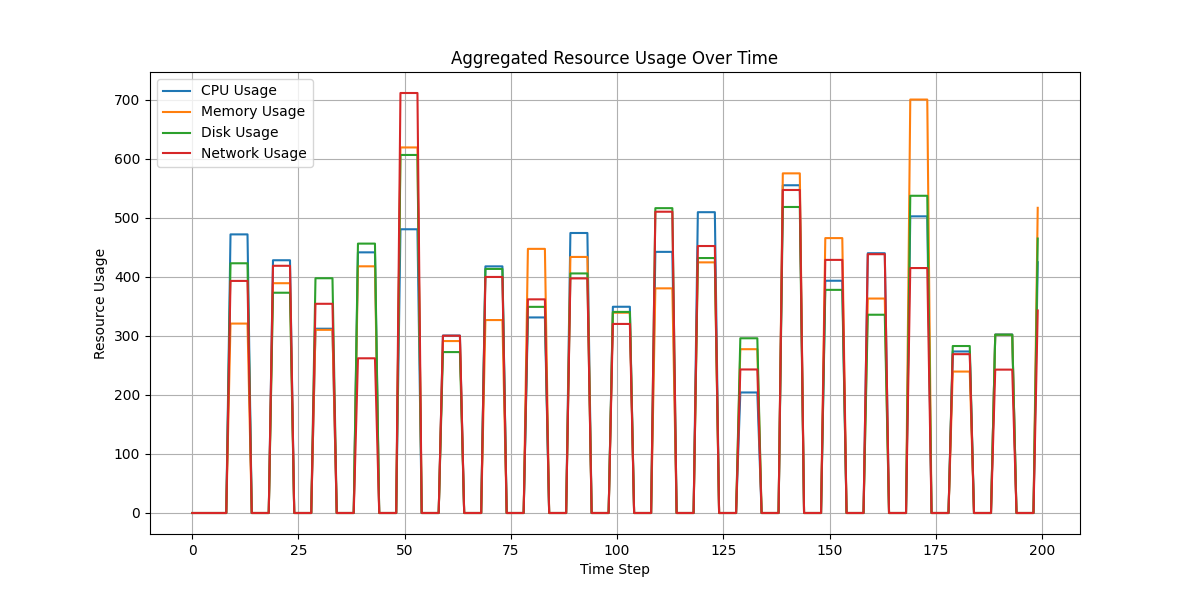 Aggregated Resource Usage Over Time
CPU Usage
Memory Usage
Disk Usage
Network Usage
Resource Usage
700
600
500
400
300
200
100
0
0 25 50 75 100 125 150 175 200
Time Step